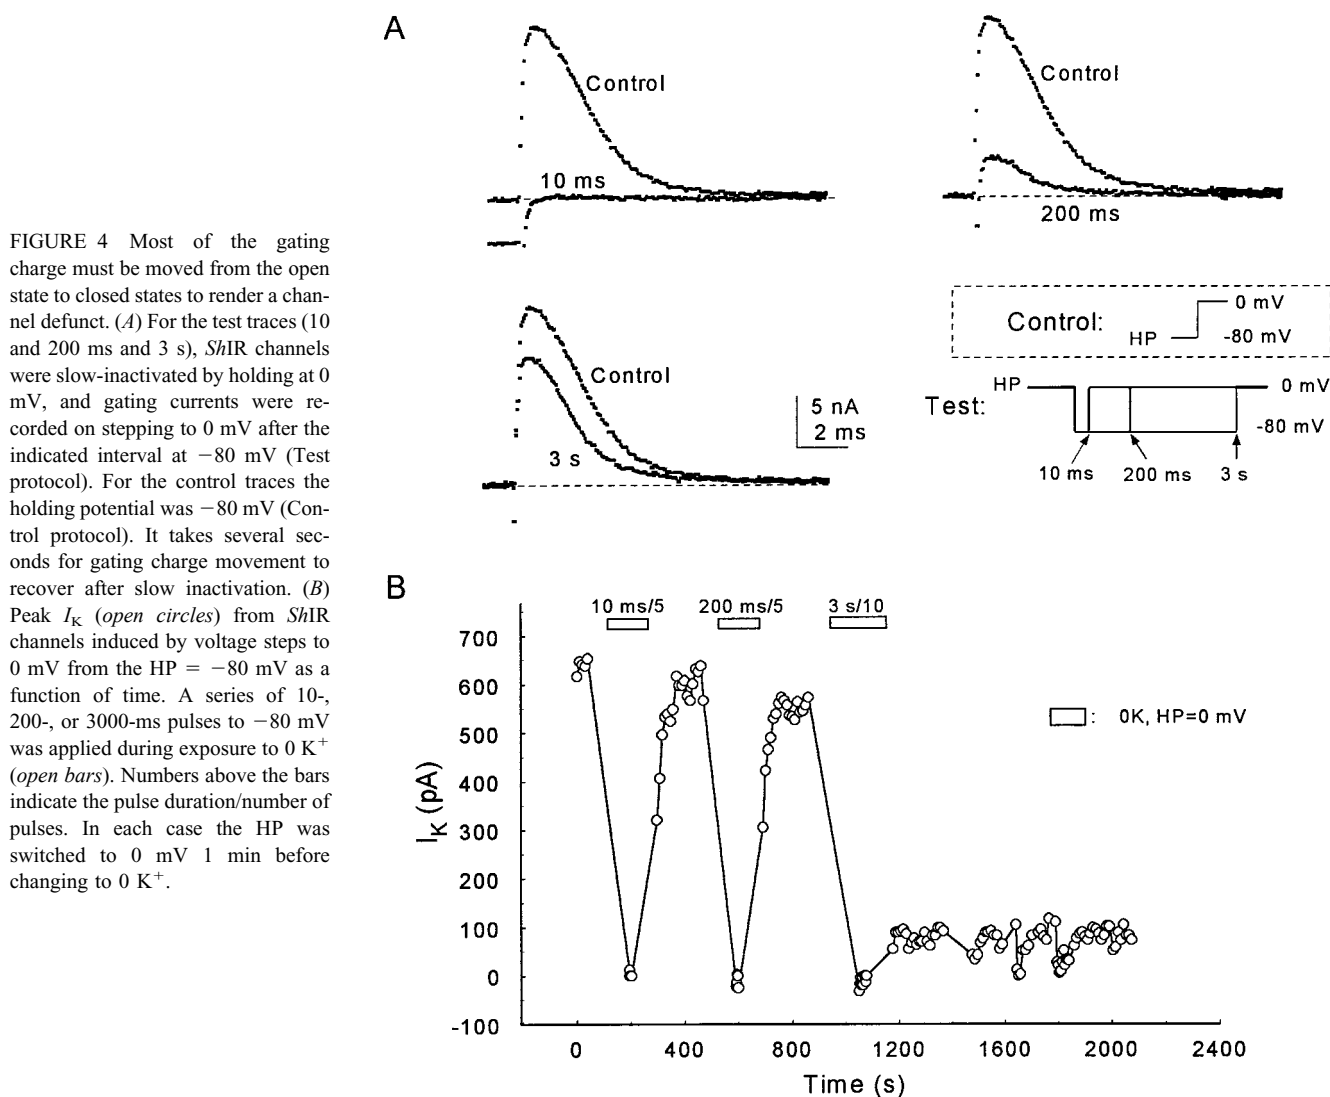 FIGURE 4 Most of the gating
charge must be moved from the open
state to closed states to render a chan-
nel defunct. (A) For the test traces (10
and 200 ms and 3 s), ShIR channels
were slow-inactivated by holding at 0
mV, and gating currents were re-
corded on stepping to 0 mV after the
indicated interval at −80 mV (Test
protocol). For the control traces the
holding potential was −80 mV (Con-
trol protocol). It takes several sec-
onds for gating charge movement to
recover after slow inactivation. (B)
Peak I_K (open circles) from ShIR
channels induced by voltage steps to
0 mV from the HP = −80 mV as a
function of time. A series of 10-,
200-, or 3000-ms pulses to −80 mV
was applied during exposure to 0 K⁺
(open bars). Numbers above the bars
indicate the pulse duration/number of
pulses. In each case the HP was
switched to 0 mV 1 min before
changing to 0 K⁺.
A
Control
10 ms
Control
200 ms
Control
3 s
5 nA
2 ms
Control:
HP
0 mV
-80 mV
Test:
HP
0 mV
-80 mV
10 ms
200 ms
3 s
B
10 ms/5
200 ms/5
3 s/10
: 0K, HP=0 mV
I_K (pA)
700
600
500
400
300
200
100
0
-100
0
400
800
1200
1600
2000
2400
Time (s)